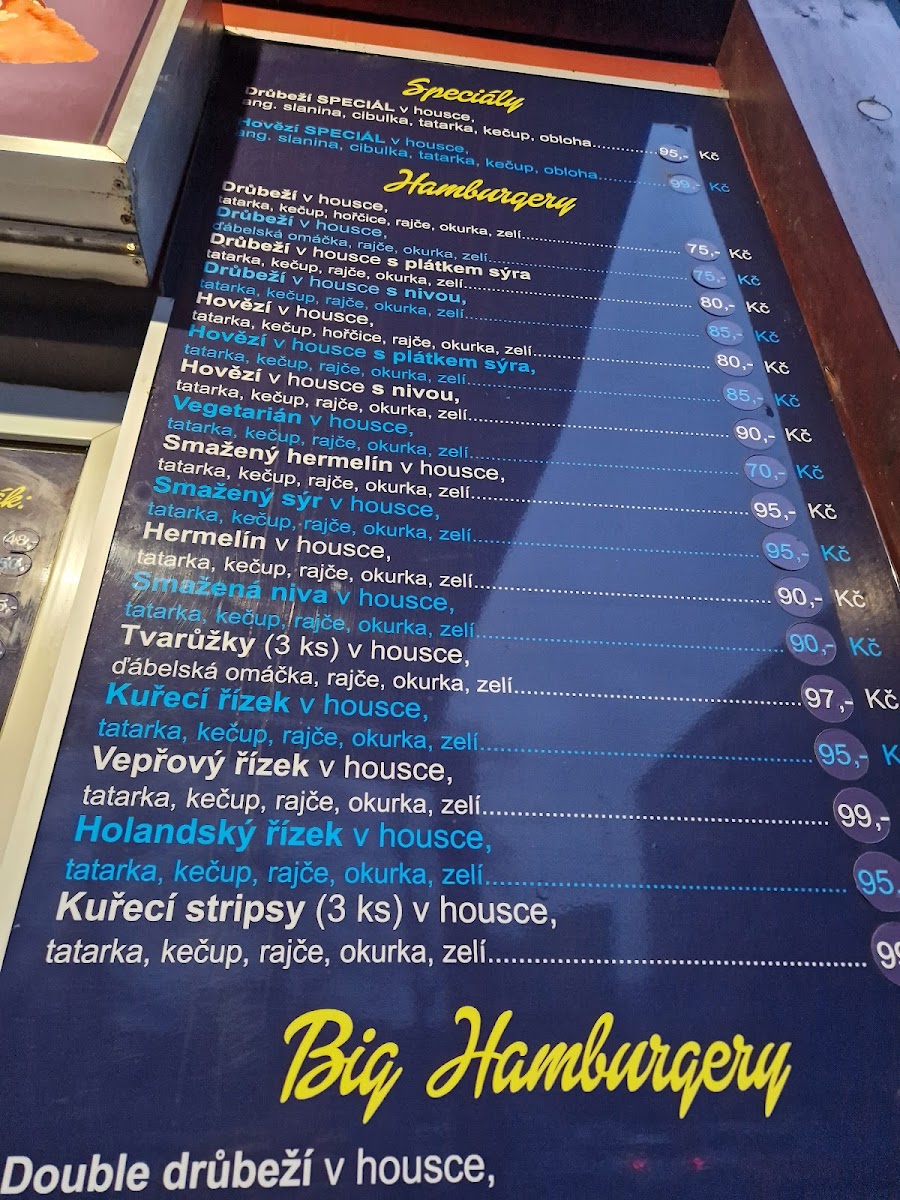 Speciály
Drůbeží SPECIÁL v housce,
ang. slanina, cibulka, tatarka, kečup, obloha..........95,- Kč
Hovězí SPECIÁL v housce,
ang. slanina, cibulka, tatarka, kečup, obloha..........99,- Kč
Hamburgery
Drůbeží v housce,
tatarka, kečup, hořčice, rajče, okurka, zelí..........75,- Kč
Drůbeží v housce,
ďábelská omáčka, rajče, okurka, zelí..........75,- Kč
Drůbeží v housce s plátkem sýra
tatarka, kečup, rajče, okurka, zelí..........80,- Kč
Drůbeží v housce s nivou,
tatarka, kečup, rajče, okurka, zelí..........85,- Kč
Hovězí v housce,
tatarka, kečup, hořčice, rajče, okurka, zelí..........80,- Kč
Hovězí v housce s plátkem sýra,
tatarka, kečup, rajče, okurka, zelí..........85,- Kč
Hovězí v housce s nivou,
tatarka, kečup, rajče, okurka, zelí..........90,- Kč
Vegetarián v housce,
tatarka, kečup, rajče, okurka, zelí..........70,- Kč
Smažený hermelín v housce,
tatarka, kečup, rajče, okurka, zelí..........95,- Kč
Smažený sýr v housce,
tatarka, kečup, rajče, okurka, zelí..........95,- Kč
Hermelín v housce,
tatarka, kečup, rajče, okurka, zelí..........90,- Kč
Smažená niva v housce,
tatarka, kečup, rajče, okurka, zelí..........90,- Kč
Tvarůžky (3 ks) v housce,
ďábelská omáčka, rajče, okurka, zelí..........97,- Kč
Kuřecí řízek v housce,
tatarka, kečup, rajče, okurka, zelí..........95,- K
Vepřový řízek v housce,
tatarka, kečup, rajče, okurka, zelí..........99,-
Holandský řízek v housce,
tatarka, kečup, rajče, okurka, zelí..........95,
Kuřecí stripsy (3 ks) v housce,
tatarka, kečup, rajče, okurka, zelí..........99
Big Hamburgery
Double drůbeží v housce,